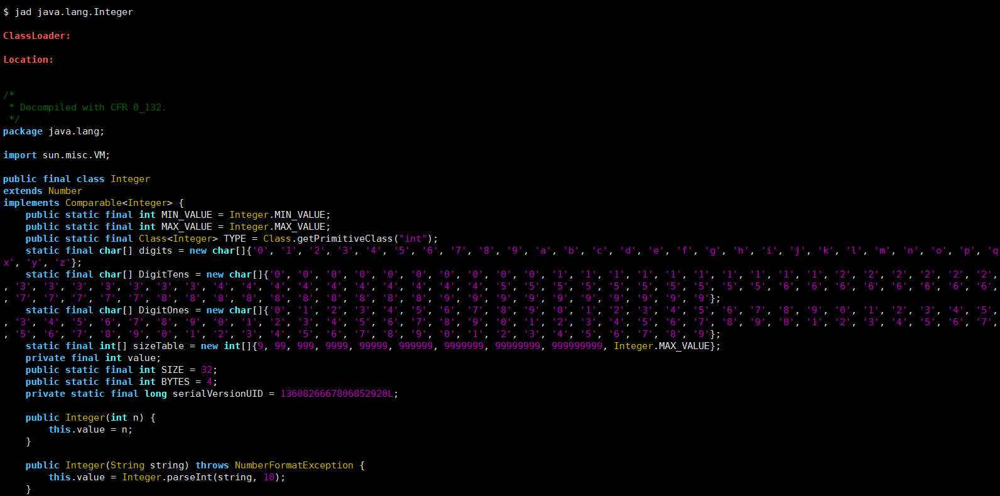 $ jad java.lang.Integer
ClassLoader:
Location:
/*
 * Decompiled with CFR 0_132.
 */
package java.lang;
import sun.misc.VM;
public final class Integer
extends Number
implements Comparable<Integer> {
    public static final int MIN_VALUE = Integer.MIN_VALUE;
    public static final int MAX_VALUE = Integer.MAX_VALUE;
    public static final Class<Integer> TYPE = Class.getPrimitiveClass("int");
    static final char[] digits = new char[]{'0', '1', '2', '3', '4', '5', '6', '7', '8', '9', 'a', 'b', 'c', 'd', 'e', 'f', 'g', 'h', 'i', 'j', 'k', 'l', 'm', 'n', 'o', 'p', 'q
x', 'y', 'z'};
    static final char[] DigitTens = new char[]{'0', '0', '0', '0', '0', '0', '0', '0', '0', '0', '1', '1', '1', '1', '1', '1', '1', '1', '1', '1', '2', '2', '2', '2', '2', '2',
, '3', '3', '3', '3', '3', '3', '3', '4', '4', '4', '4', '4', '4', '4', '4', '4', '4', '5', '5', '5', '5', '5', '5', '5', '5', '5', '5', '6', '6', '6', '6', '6', '6', '6', '6',
, '7', '7', '7', '7', '7', '8', '8', '8', '8', '8', '8', '8', '8', '8', '8', '9', '9', '9', '9', '9', '9', '9', '9', '9', '9'};
    static final char[] DigitOnes = new char[]{'0', '1', '2', '3', '4', '5', '6', '7', '8', '9', '0', '1', '2', '3', '4', '5', '6', '7', '8', '9', '0', '1', '2', '3', '4', '5',
, '3', '4', '5', '6', '7', '8', '9', '0', '1', '2', '3', '4', '5', '6', '7', '8', '9', '0', '1', '2', '3', '4', '5', '6', '7', '8', '9', '0', '1', '2', '3', '4', '5', '6', '7',
, '5', '6', '7', '8', '9', '0', '1', '2', '3', '4', '5', '6', '7', '8', '9', '0', '1', '2', '3', '4', '5', '6', '7', '8', '9'};
    static final int[] sizeTable = new int[]{9, 99, 999, 9999, 99999, 999999, 9999999, 99999999, 999999999, Integer.MAX_VALUE};
    private final int value;
    public static final int SIZE = 32;
    public static final int BYTES = 4;
    private static final long serialVersionUID = 1360826667806852920L;
    public Integer(int n) {
        this.value = n;
    }
    public Integer(String string) throws NumberFormatException {
        this.value = Integer.parseInt(string, 10);
    }